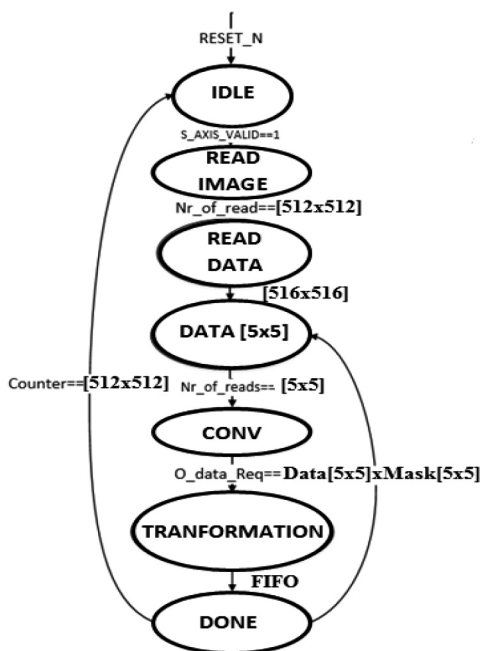 RESET_N
IDLE
S_AXIS_VALID==1
READ
IMAGE
Nr_of_read==[512x512]
READ
DATA
[516x516]
DATA [5x5]
Counter==[512x512]
Nr_of_reads== [5x5]
CONV
O_data_Req==Data[5x5]xMask[5x5]
TRANFORMATION
FIFO
DONE